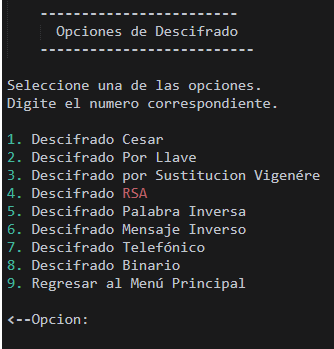 ------------------------
Opciones de Descifrado
--------------------------
Seleccione una de las opciones.
Digite el numero correspondiente.
1. Descifrado Cesar
2. Descifrado Por Llave
3. Descifrado por Sustitucion Vigenére
4. Descifrado RSA
5. Descifrado Palabra Inversa
6. Descifrado Mensaje Inverso
7. Descifrado Telefónico
8. Descifrado Binario
9. Regresar al Menú Principal
<--Opcion: